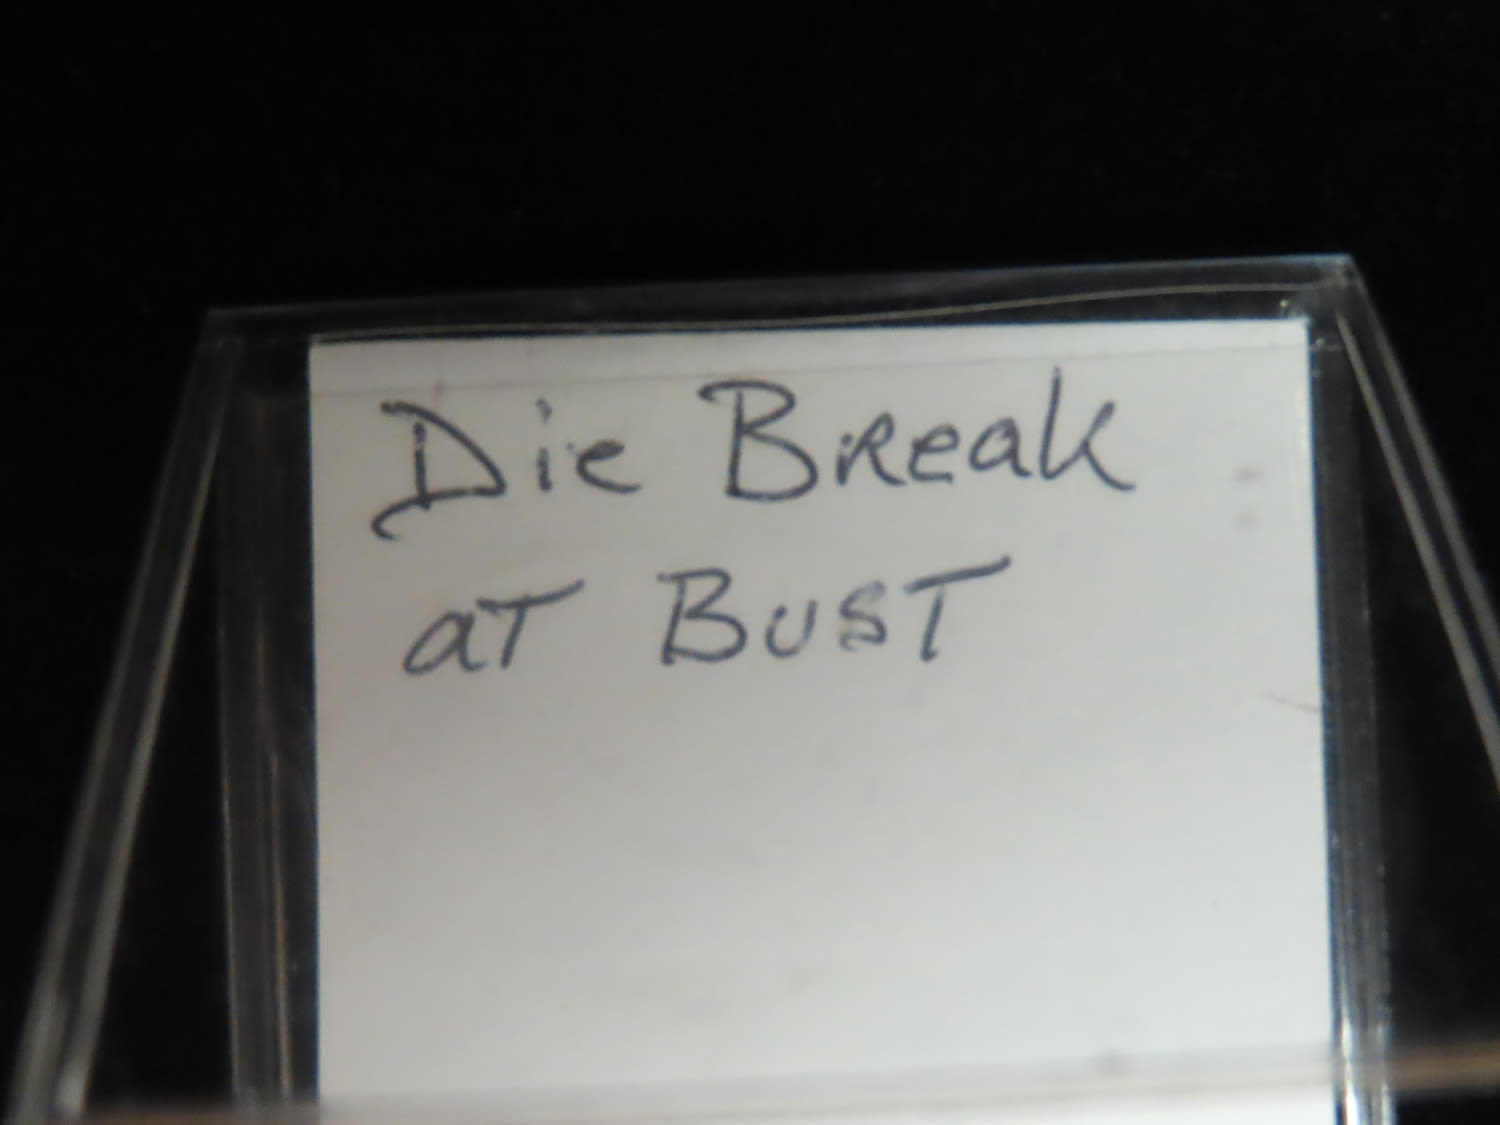 Die Break
at Bust